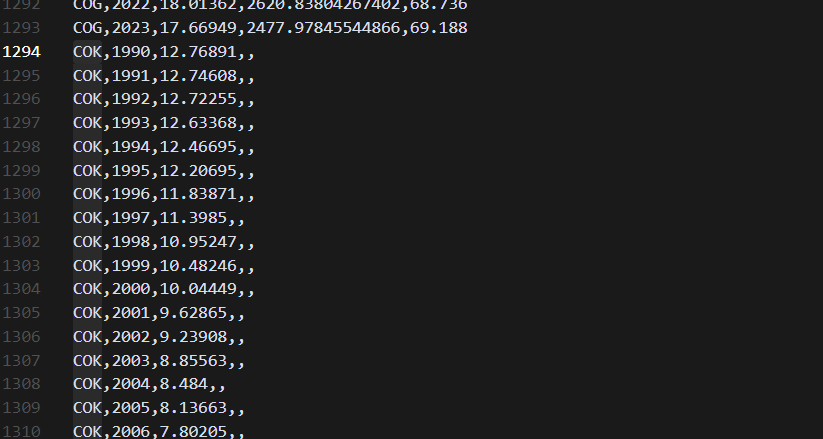 1292 COG,2022,18.01362,2620.83804267402,68.736
1293 COG,2023,17.66949,2477.97845544866,69.188
1294 COK,1990,12.76891,,
1295 COK,1991,12.74608,,
1296 COK,1992,12.72255,,
1297 COK,1993,12.63368,,
1298 COK,1994,12.46695,,
1299 COK,1995,12.20695,,
1300 COK,1996,11.83871,,
1301 COK,1997,11.3985,,
1302 COK,1998,10.95247,,
1303 COK,1999,10.48246,,
1304 COK,2000,10.04449,,
1305 COK,2001,9.62865,,
1306 COK,2002,9.23908,,
1307 COK,2003,8.85563,,
1308 COK,2004,8.484,,
1309 COK,2005,8.13663,,
1310 COK,2006,7.80205,,